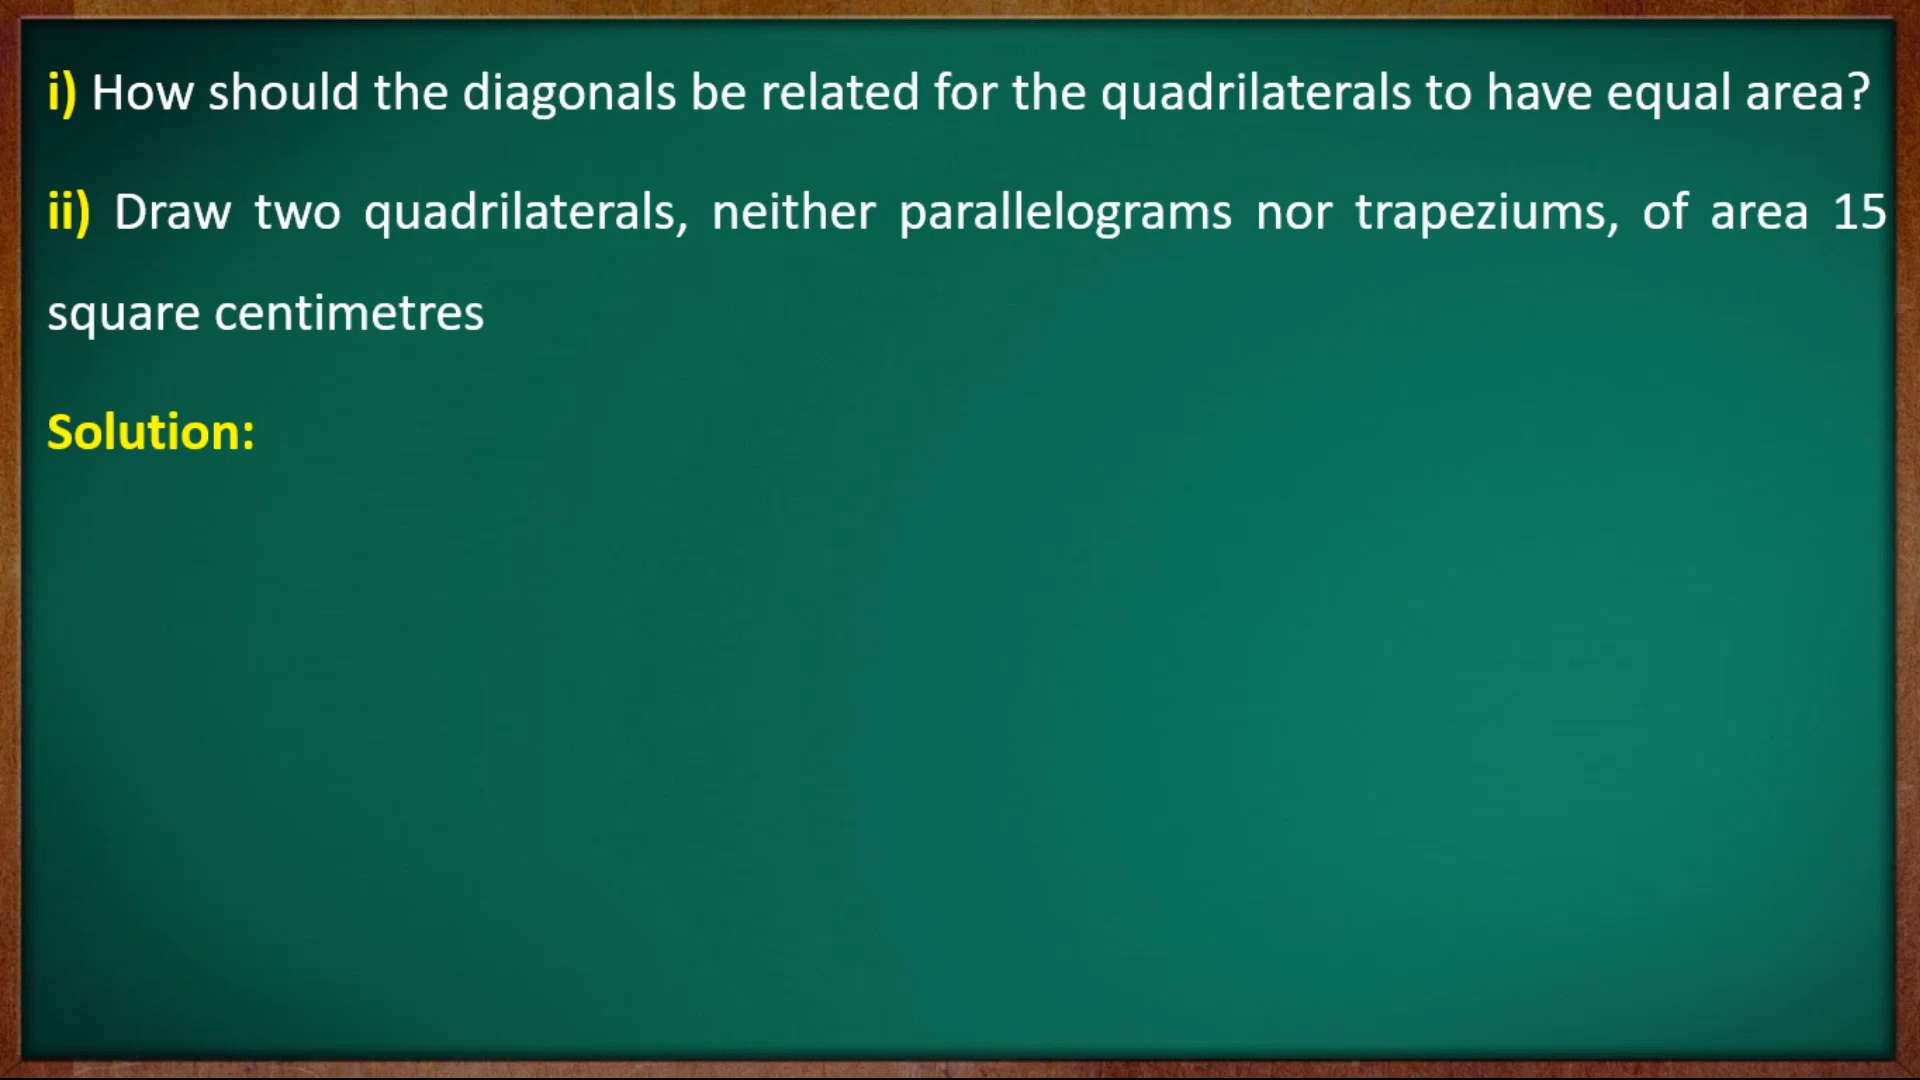 i) How should the diagonals be related for the quadrilaterals to have equal area?
ii) Draw two quadrilaterals, neither parallelograms nor trapeziums, of area 15
square centimetres
Solution: